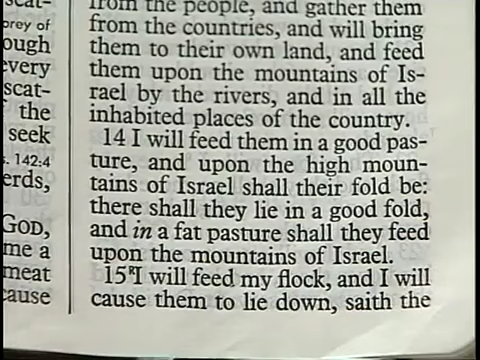 scat-
prey of
ough
every
scat-
the
seek
142:4
erds,
GOD,
me a
meat
cause
from the people, and gather them
from the countries, and will bring
them to their own land, and feed
them upon the mountains of Is-
rael by the rivers, and in all the
inhabited places of the country.
14 I will feed them in a good pas-
ture, and upon the high moun-
tains of Israel shall their fold be:
there shall they lie in a good fold,
and in a fat pasture shall they feed
upon the mountains of Israel.
15 I will feed my flock, and I will
cause them to lie down, saith the